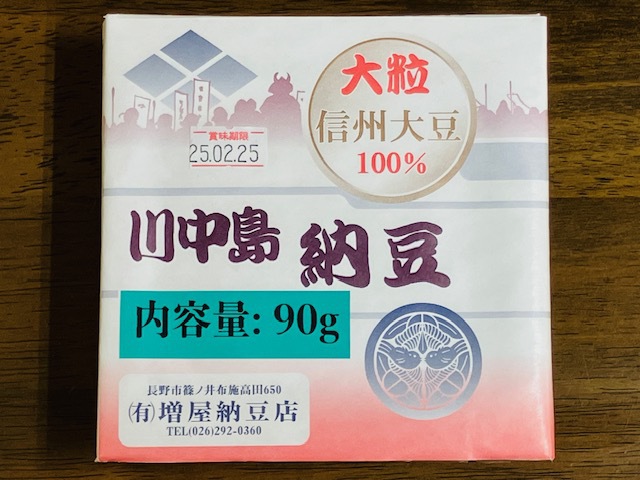 大粒
信州大豆
100%
賞味期限
25.02.25
川中島 納豆
内容量: 90g
長野市篠ノ井布施高田650
㈲増屋納豆店
TEL(026)292-0360